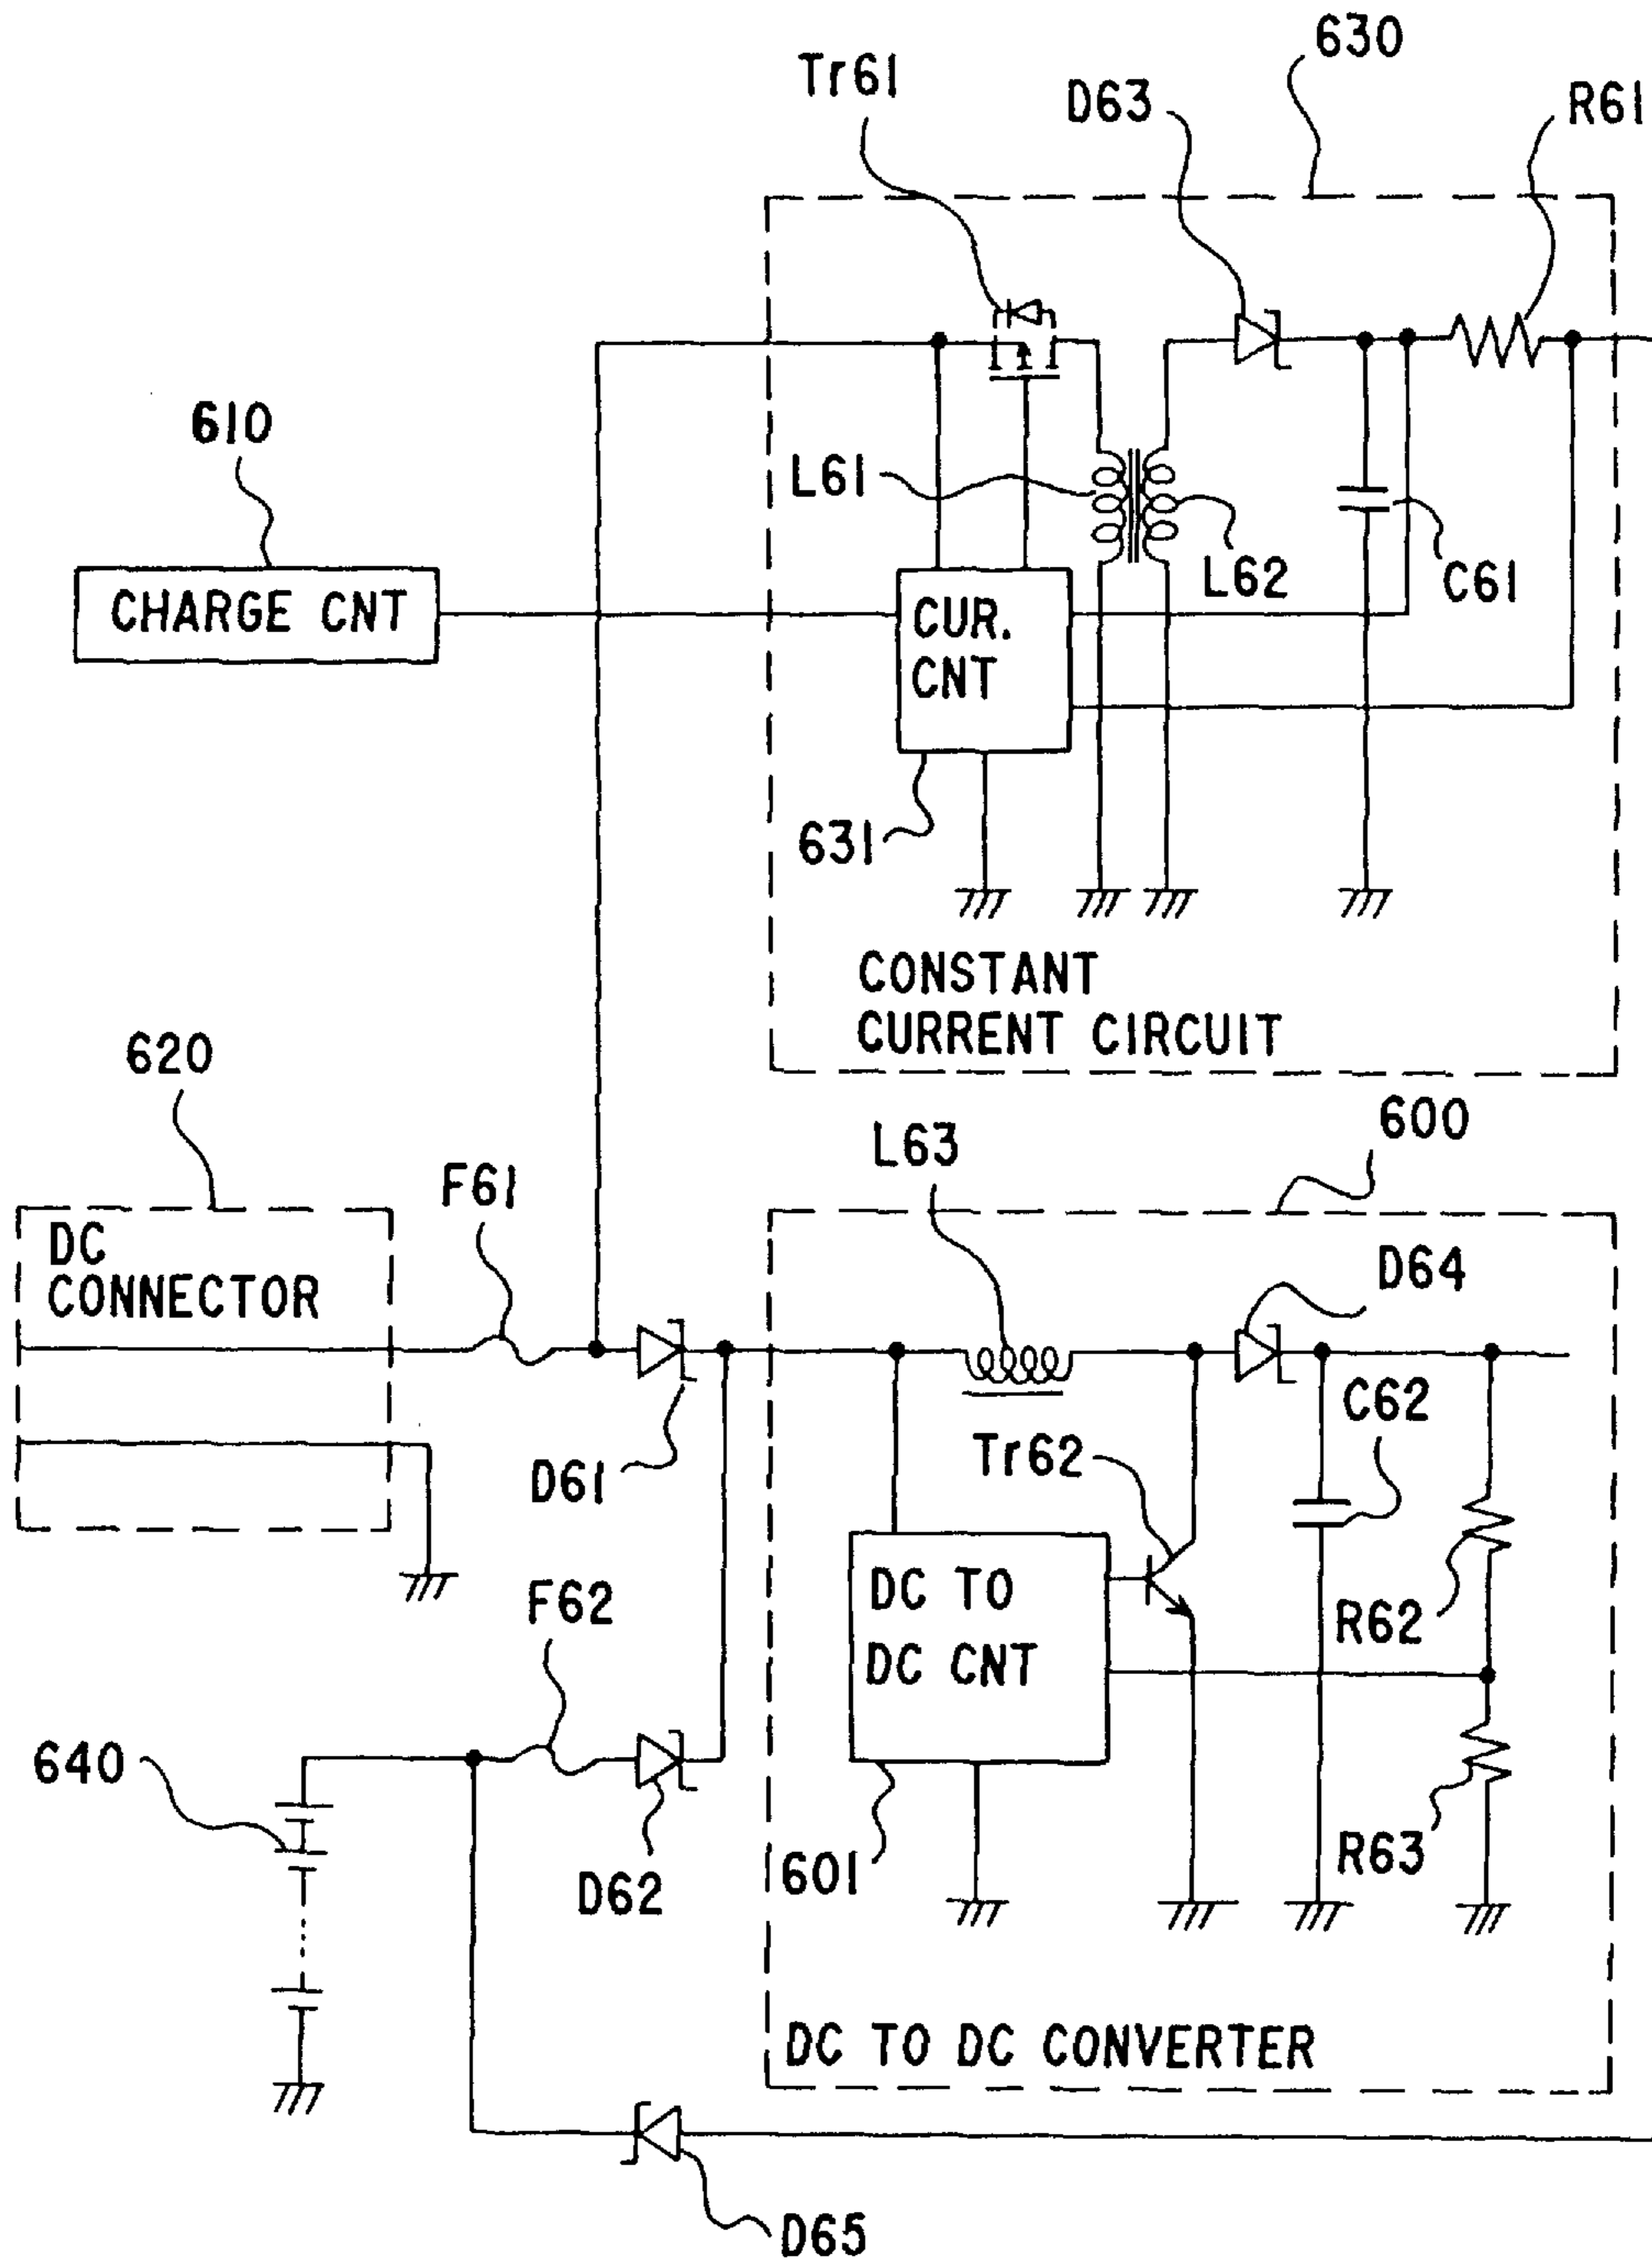 630
Tr61
D63
R61
610
L61
L62
C61
CHARGE CNT
CUR.
CNT
631
CONSTANT
CURRENT CIRCUIT
620
600
L63
F61
DC
CONNECTOR
D64
D61
C62
Tr62
F62
DC TO
DC CNT
R62
640
D62
601
R63
DC TO DC CONVERTER
D65